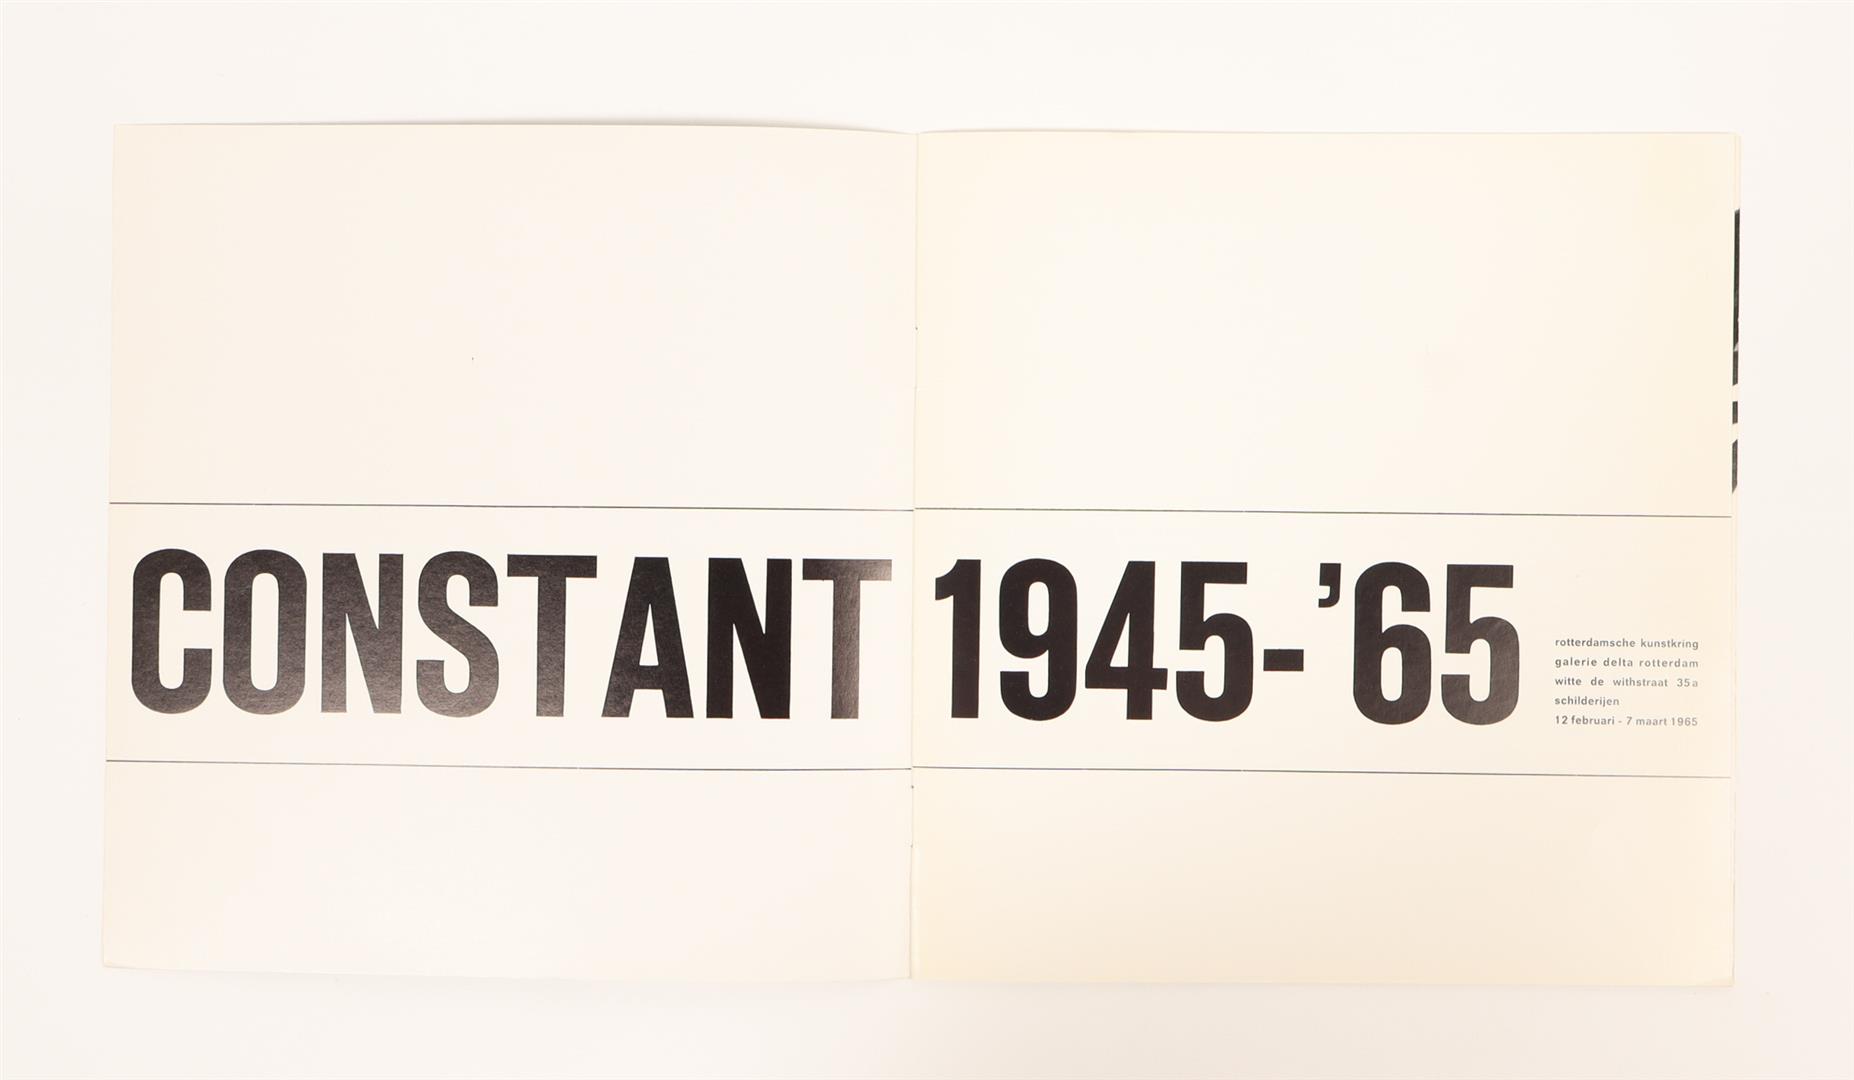 CONSTANT 1945-'65
rotterdamsche kunstkring
galerie delta rotterdam
witte de withstraat 35a
schilderijen
12 februari - 7 maart 1965